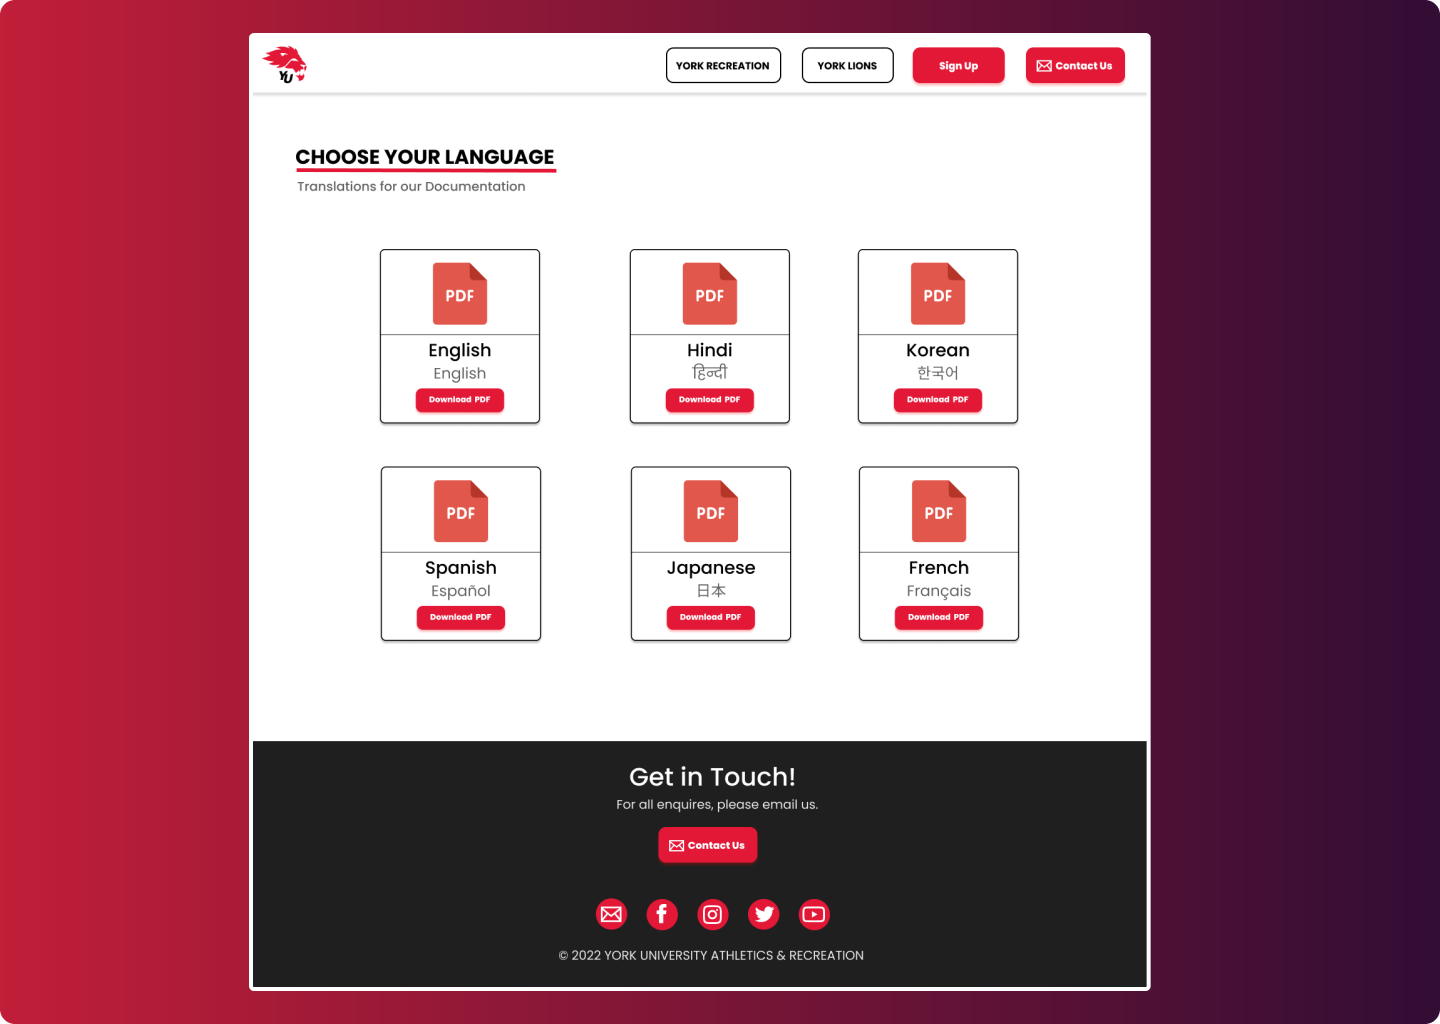 YU
YORK RECREATION
YORK LIONS
Sign Up
Contact Us
CHOOSE YOUR LANGUAGE
Translations for our Documentation
PDF
English
English
Download PDF
PDF
Hindi
हिन्दी
Download PDF
PDF
Korean
한국어
Download PDF
PDF
Spanish
Español
Download PDF
PDF
Japanese
日本
Download PDF
PDF
French
Français
Download PDF
Get in Touch!
For all enquires, please email us.
Contact Us
© 2022 YORK UNIVERSITY ATHLETICS & RECREATION